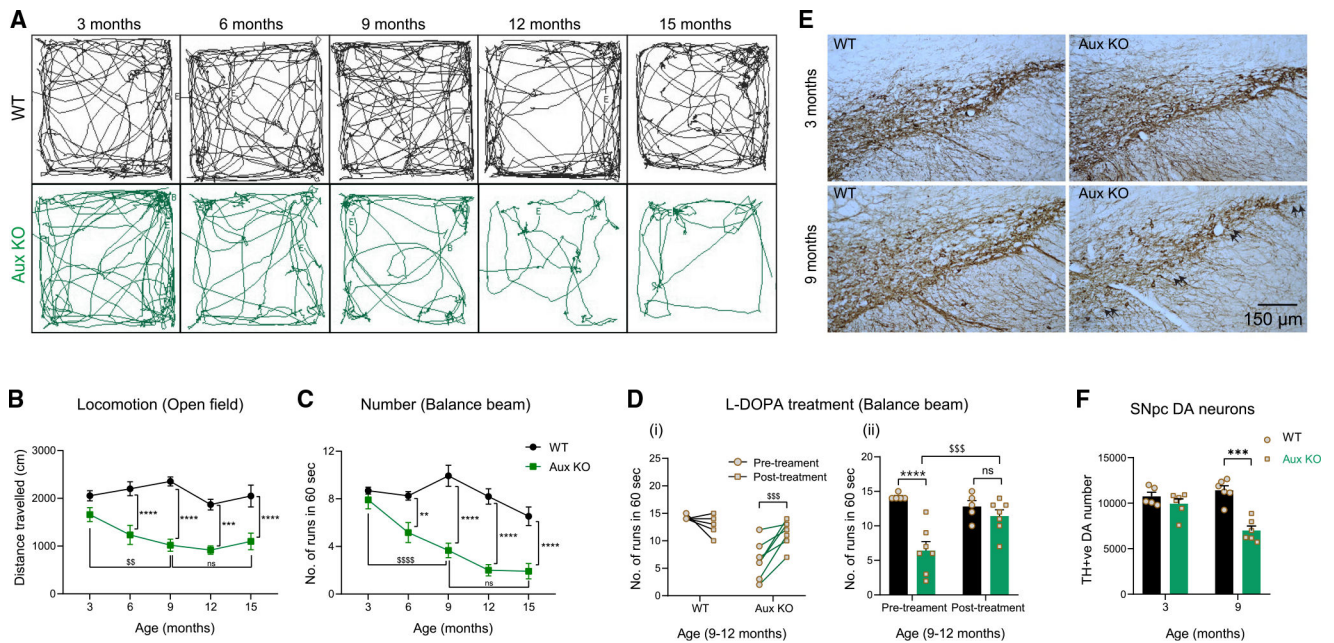 A
3 months 6 months 9 months 12 months 15 months
WT
Aux KO
E
E
E
E
B
E
E
E
B
E
E
WT
Aux KO
3 months
WT
Aux KO
9 months
150 µm
B
Locomotion (Open field)
Distance travelled (cm)
3000
2000
1000
0
****
****
***
****
$$
ns
3 6 9 12 15
Age (months)
C
Number (Balance beam)
WT
Aux KO
No. of runs in 60 sec
12
8
4
0
**
****
****
****
$$$$
ns
3 6 9 12 15
Age (months)
D
L-DOPA treatment (Balance beam)
(i)
Pre-treament
Post-treatment
No. of runs in 60 sec
25
20
15
10
5
0
$$$
WT Aux KO
Age (9-12 months)
(ii)
No. of runs in 60 sec
20
15
10
5
0
$$$
****
ns
Pre-treament Post-treatment
Age (9-12 months)
F
SNpc DA neurons
WT
Aux KO
TH+ve DA number
15000
10000
5000
0
***
3 9
Age (months)